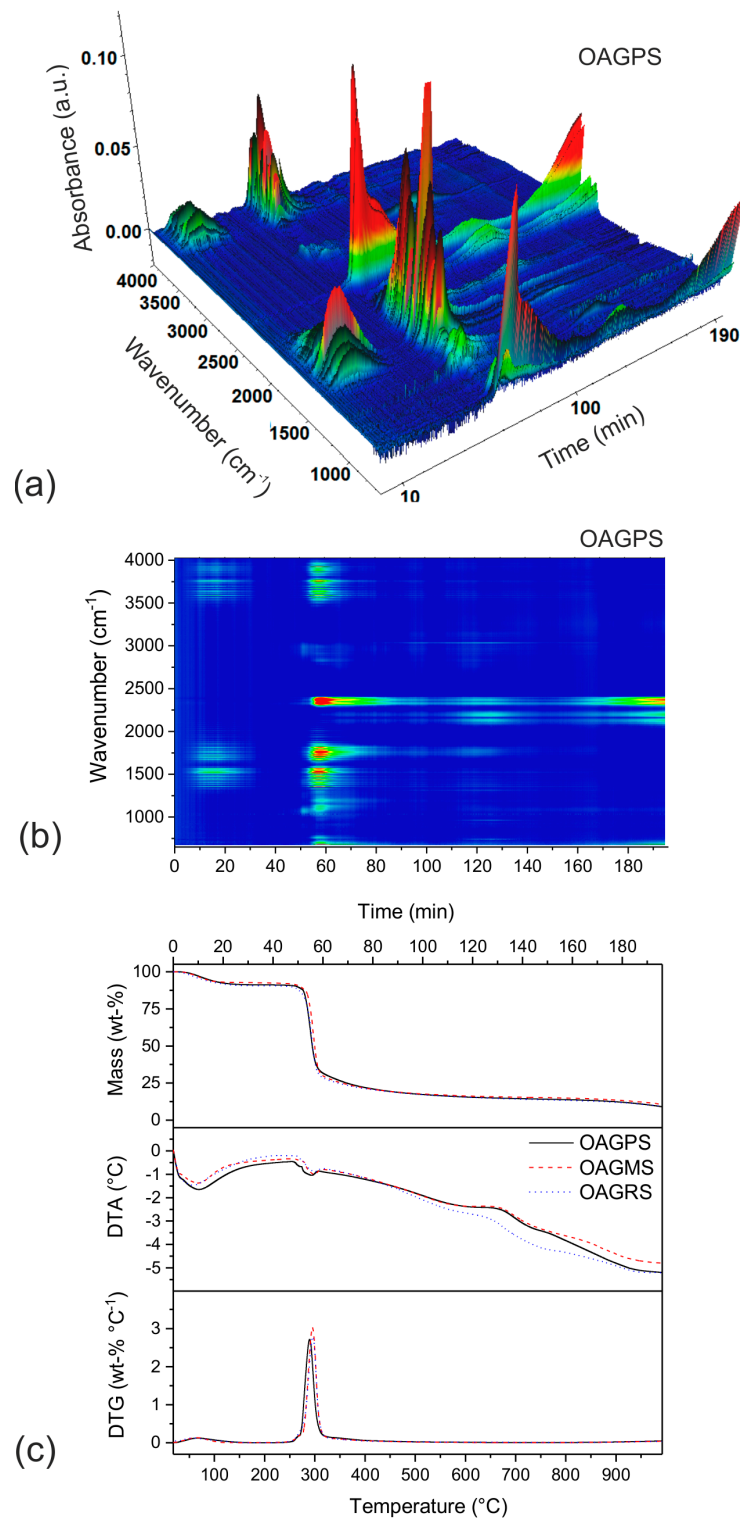 OAGPS
Absorbance (a.u.)
0.10
0.05
0.00
4000
3500
3000
2500
2000
1500
1000
Wavenumber (cm⁻¹)
10
100
190
Time (min)
(a)
OAGPS
Wavenumber (cm⁻¹)
4000
3500
3000
2500
2000
1500
1000
0 20 40 60 80 100 120 140 160 180
Time (min)
(b)
0 20 40 60 80 100 120 140 160 180
Mass (wt-%)
100
75
50
25
0
DTA (°C)
0
-1
-2
-3
-4
-5
OAGPS
OAGMS
OAGRS
DTG (wt-% °C⁻¹)
3
2
1
0
100 200 300 400 500 600 700 800 900
Temperature (°C)
(c)